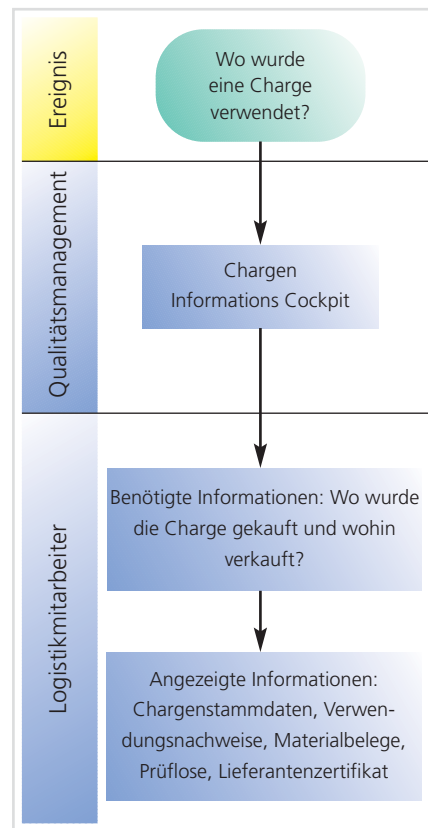 Ereignis
Wo wurde
eine Charge
verwendet?
Qualitätsmanagement
Chargen
Informations Cockpit
Logistikmitarbeiter
Benötigte Informationen: Wo wurde
die Charge gekauft und wohin
verkauft?
Angezeigte Informationen:
Chargenstammdaten, Verwen-
dungsnachweise, Materialbelege,
Prüflose, Lieferantenzertifikat